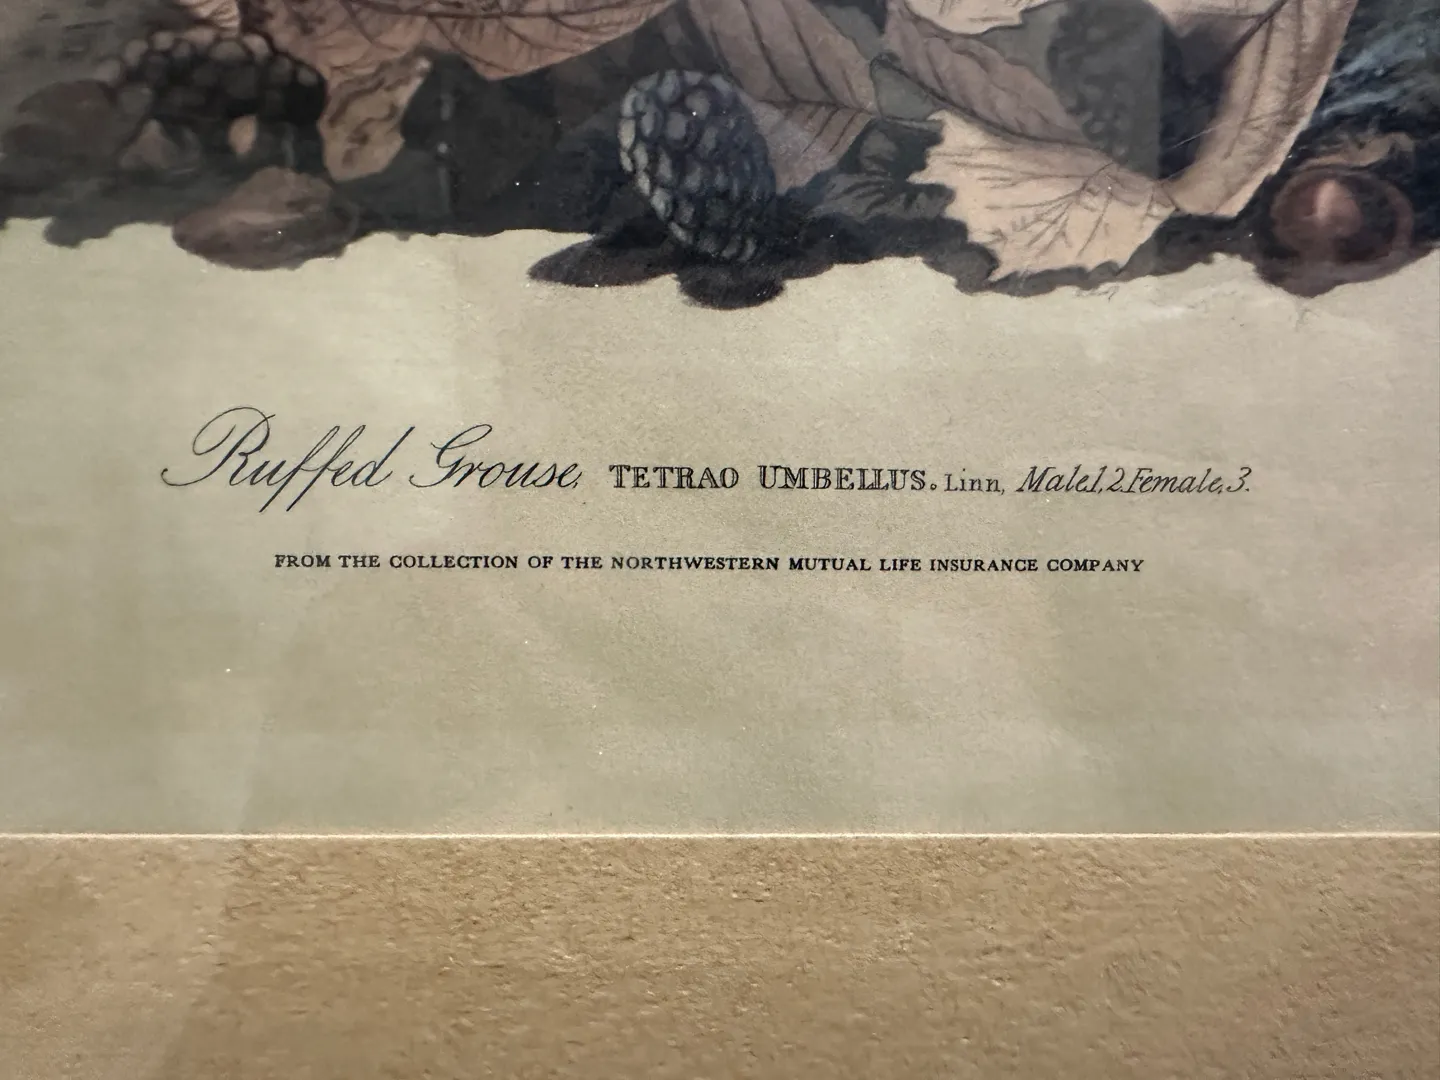 Ruffed Grouse, TETRAO UMBELLUS. Linn, Male,1,2.Female,3.
FROM THE COLLECTION OF THE NORTHWESTERN MUTUAL LIFE INSURANCE COMPANY